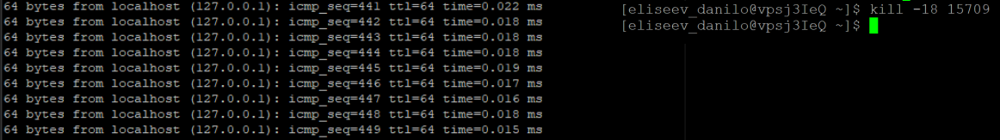 64 bytes from localhost (127.0.0.1): icmp_seq=441 ttl=64 time=0.022 ms
64 bytes from localhost (127.0.0.1): icmp_seq=442 ttl=64 time=0.018 ms
64 bytes from localhost (127.0.0.1): icmp_seq=443 ttl=64 time=0.018 ms
64 bytes from localhost (127.0.0.1): icmp_seq=444 ttl=64 time=0.018 ms
64 bytes from localhost (127.0.0.1): icmp_seq=445 ttl=64 time=0.019 ms
64 bytes from localhost (127.0.0.1): icmp_seq=446 ttl=64 time=0.017 ms
64 bytes from localhost (127.0.0.1): icmp_seq=447 ttl=64 time=0.016 ms
64 bytes from localhost (127.0.0.1): icmp_seq=448 ttl=64 time=0.018 ms
64 bytes from localhost (127.0.0.1): icmp_seq=449 ttl=64 time=0.015 ms
[eliseev_danilo@vpsj3IeQ ~]$ kill -18 15709
[eliseev_danilo@vpsj3IeQ ~]$